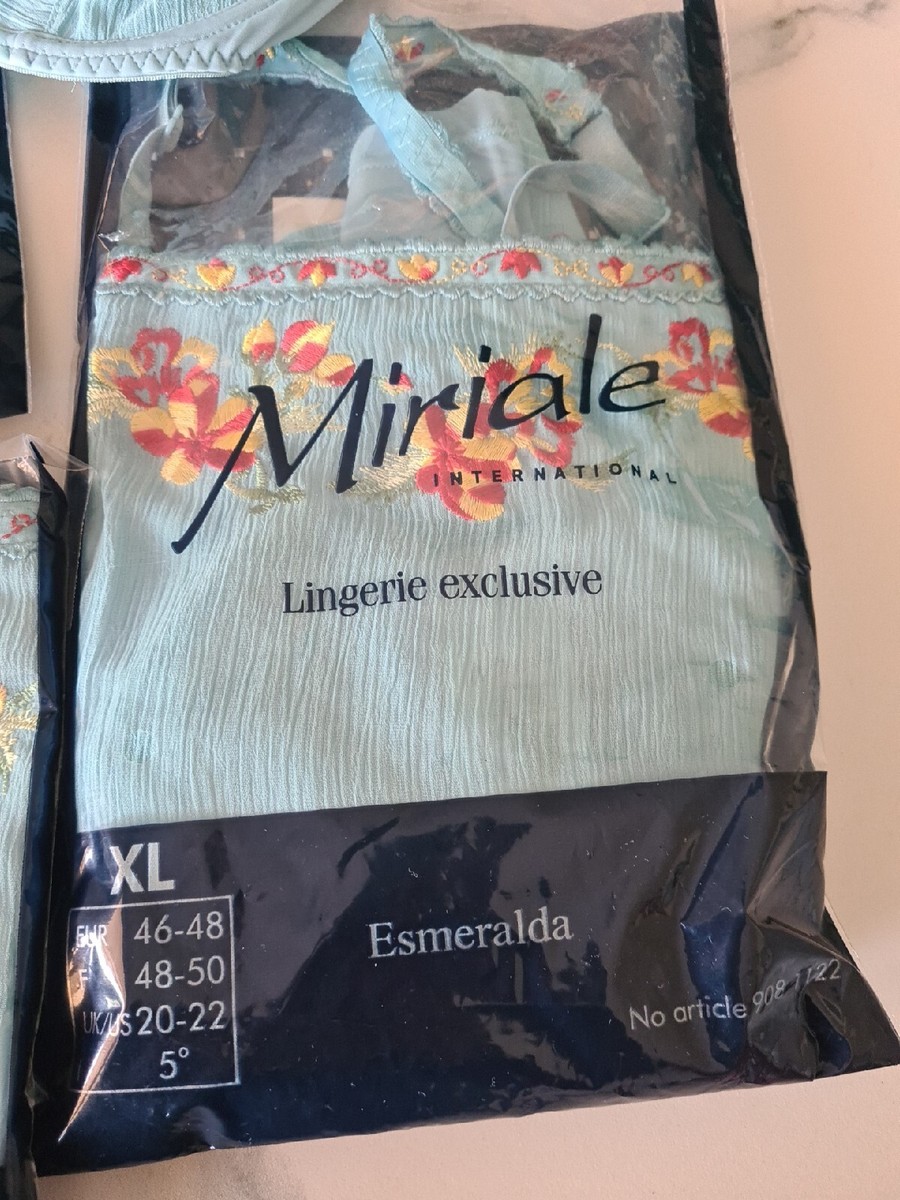 Miriale
INTERNATIONAL
Lingerie exclusive
XL
EUR 46-48
F 48-50
UK/US 20-22
5°
Esmeralda
No article 908-1122